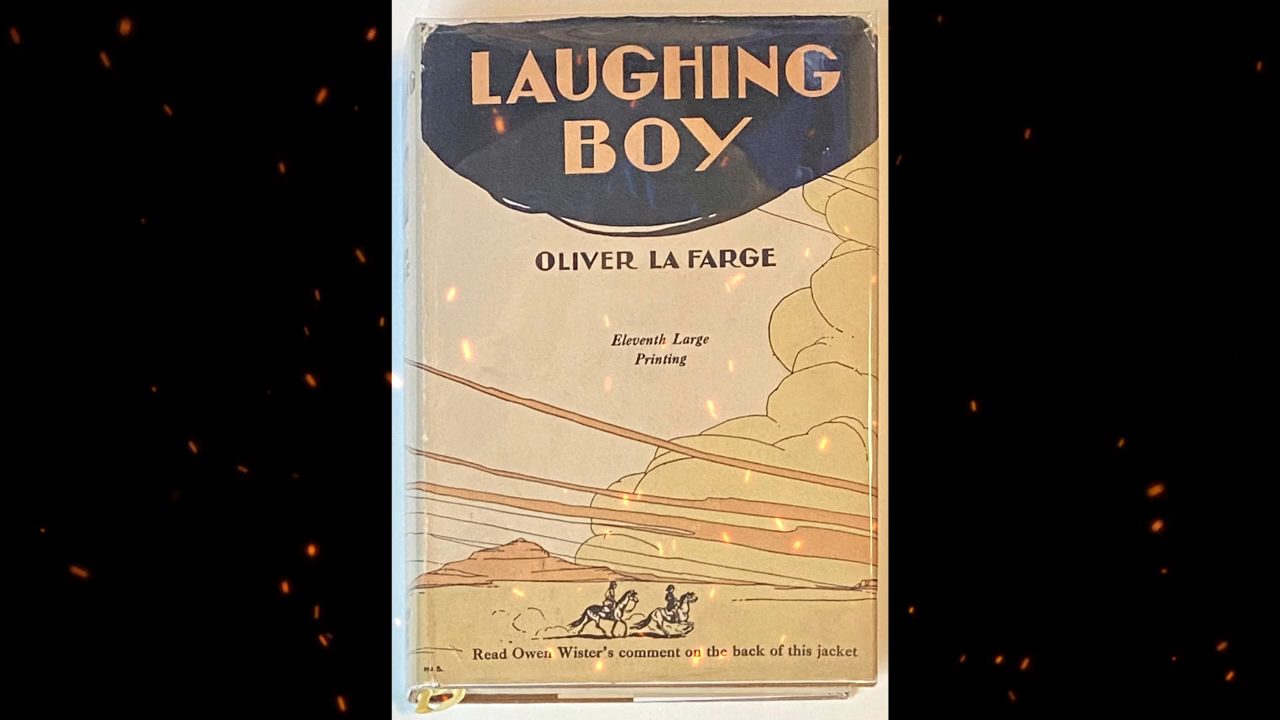 LAUGHING
BOY
OLIVER LA FARGE
Eleventh Large
Printing
Read Owen Wister's comment on the back of this jacket
M.J.B.